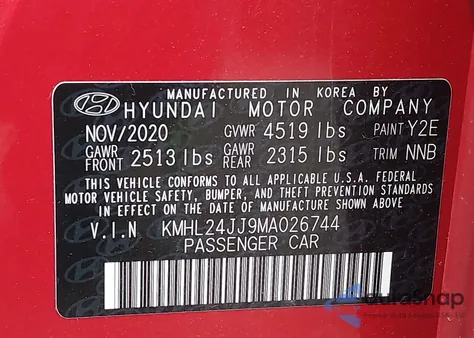 MANUFACTURED IN KOREA BY
HYUNDAI MOTOR COMPANY
NOV/2020 GVWR 4519 lbs PAINT Y2E
GAWR FRONT 2513 lbs GAWR REAR 2315 lbs TRIM NNB
THIS VEHICLE CONFORMS TO ALL APPLICABLE U.S.A. FEDERAL
MOTOR VEHICLE SAFETY, BUMPER, AND THEFT PREVENTION STANDARDS
IN EFFECT ON THE DATE OF MANUFACTURE SHOWN ABOVE
V.I.N KMHL24JJ9MA026744
PASSENGER CAR
AutoSnap